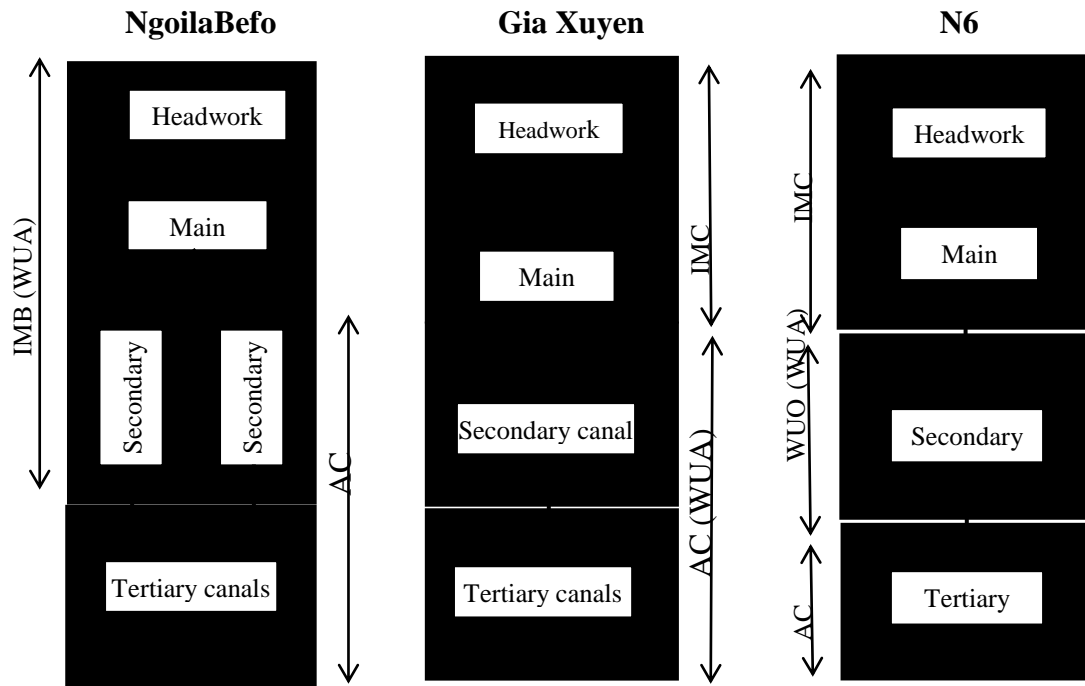 NgoilaBefo
IMB (WUA)
Headwork
Main
Secondary
Secondary
AC
Tertiary canals
Gia Xuyen
Headwork
Main
IMC
Secondary canal
AC (WUA)
Tertiary canals
N6
IMC
Headwork
Main
WUO (WUA)
Secondary
AC
Tertiary